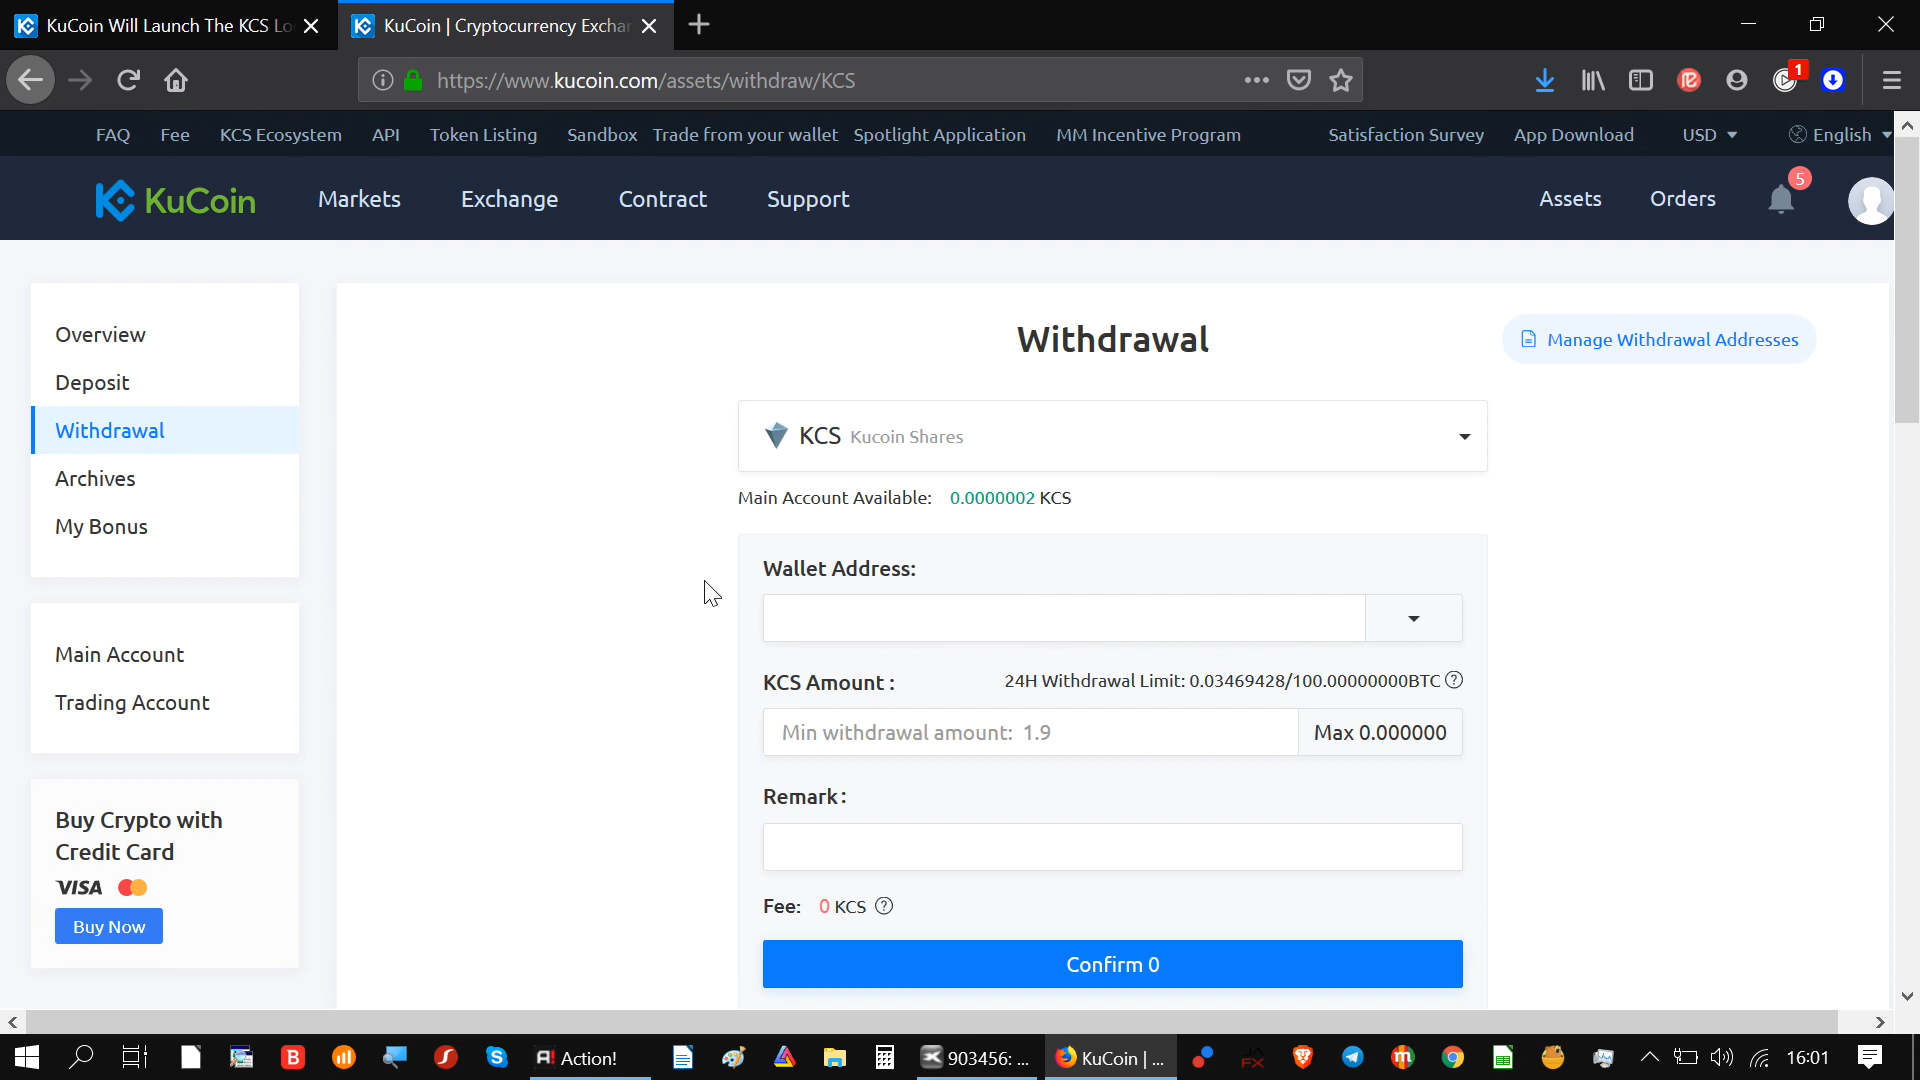 KuCoin Will Launch The KCS Lo
KuCoin | Cryptocurrency Exchan
https://www.kucoin.com/assets/withdraw/KCS
1
FAQ Fee KCS Ecosystem API Token Listing Sandbox Trade from your wallet Spotlight Application MM Incentive Program Satisfaction Survey App Download USD English
KuCoin Markets Exchange Contract Support Assets Orders 5
Overview
Deposit
Withdrawal
Archives
My Bonus
Main Account
Trading Account
Buy Crypto with
Credit Card
VISA
Buy Now
Withdrawal
Manage Withdrawal Addresses
KCS Kucoin Shares
Main Account Available: 0.0000002 KCS
Wallet Address:
KCS Amount : 24H Withdrawal Limit: 0.03469428/100.00000000BTC ?
Min withdrawal amount: 1.9 Max 0.000000
Remark :
Fee: 0 KCS ?
Confirm 0
Action! 903456: ... KuCoin | ... 16:01